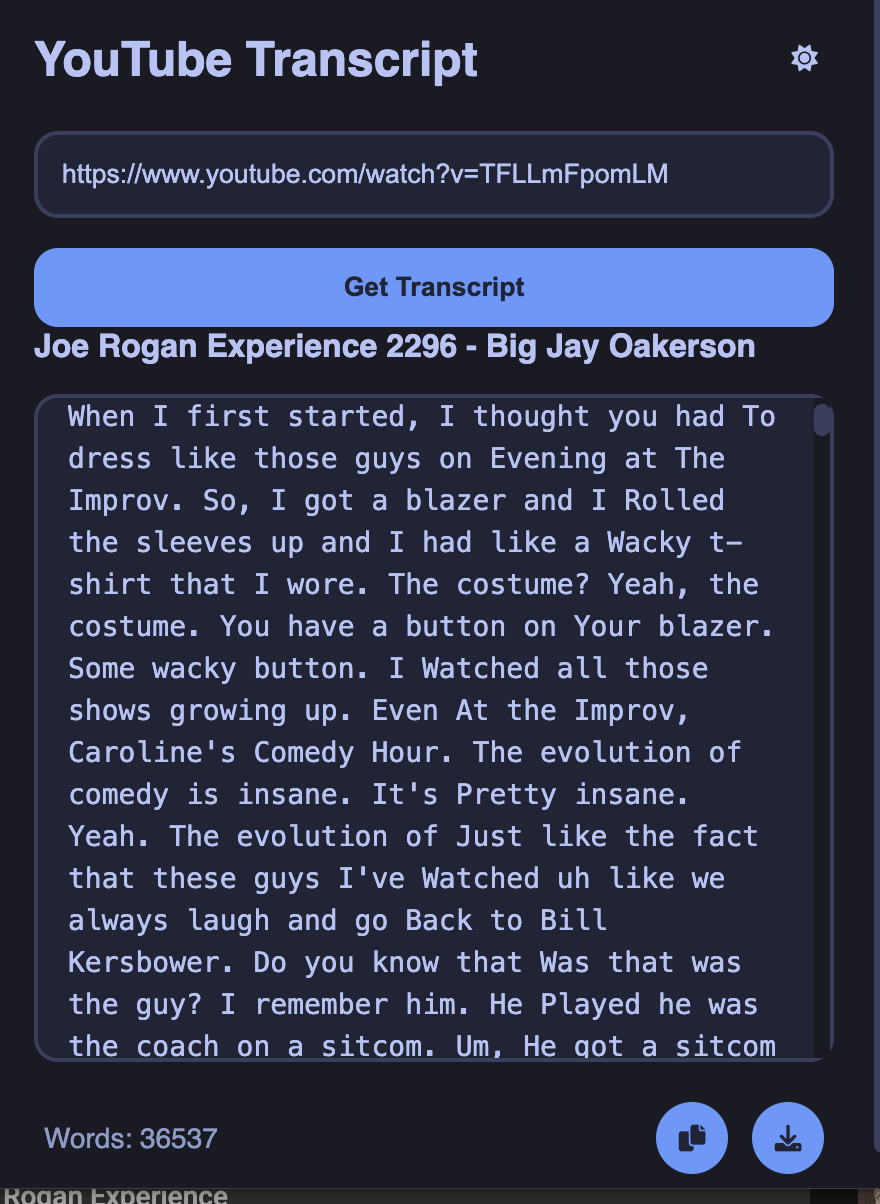 YouTube Transcript
https://www.youtube.com/watch?v=TFLLmFpomLM
Get Transcript
Joe Rogan Experience 2296 - Big Jay Oakerson
When I first started, I thought you had To
dress like those guys on Evening at The
Improv. So, I got a blazer and I Rolled
the sleeves up and I had like a Wacky t-
shirt that I wore. The costume? Yeah, the
costume. You have a button on Your blazer.
Some wacky button. I Watched all those
shows growing up. Even At the Improv,
Caroline's Comedy Hour. The evolution of
comedy is insane. It's Pretty insane.
Yeah. The evolution of Just like the fact
that these guys I've Watched uh like we
always laugh and go Back to Bill
Kersbower. Do you know that Was that was
the guy? I remember him. He Played he was
the coach on a sitcom. Um, He got a sitcom
Words: 36537
Rogan Experience